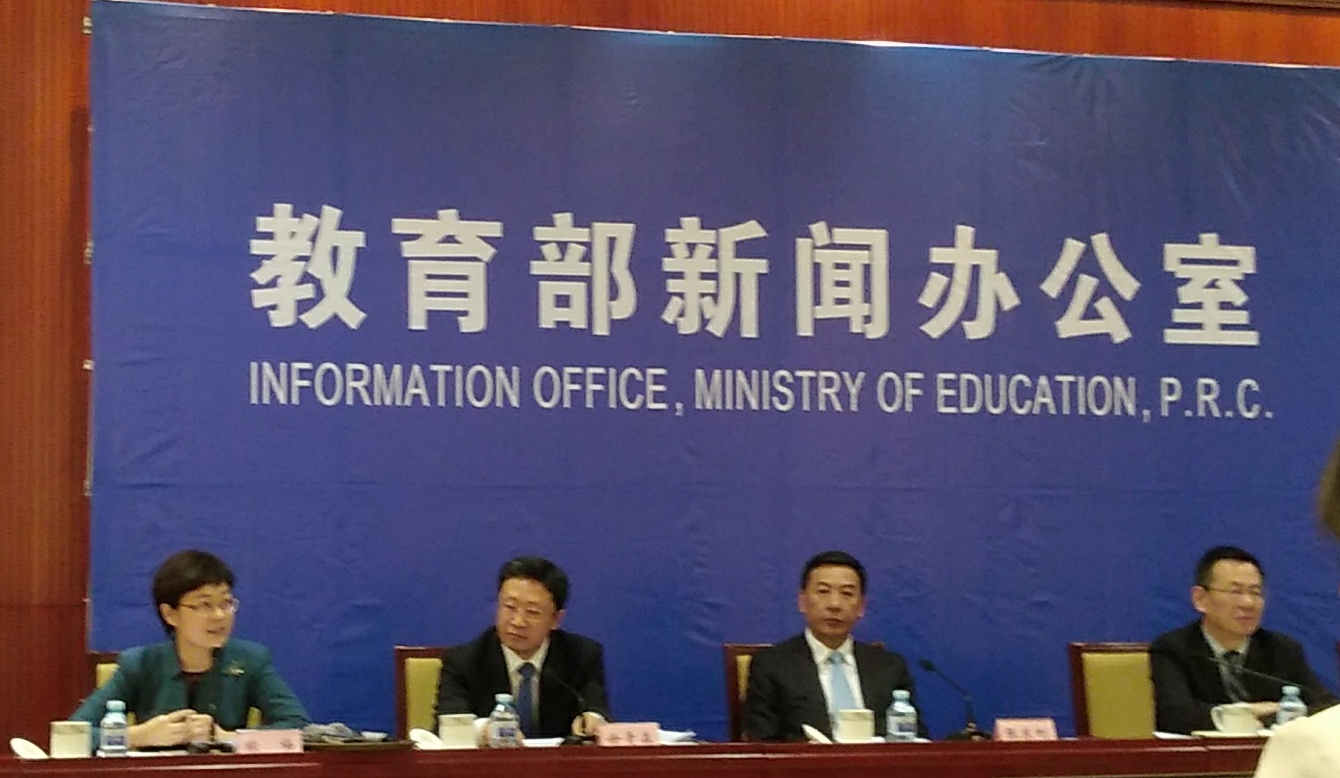 教育部新闻办公室
INFORMATION OFFICE, MINISTRY OF EDUCATION, P.R.C.